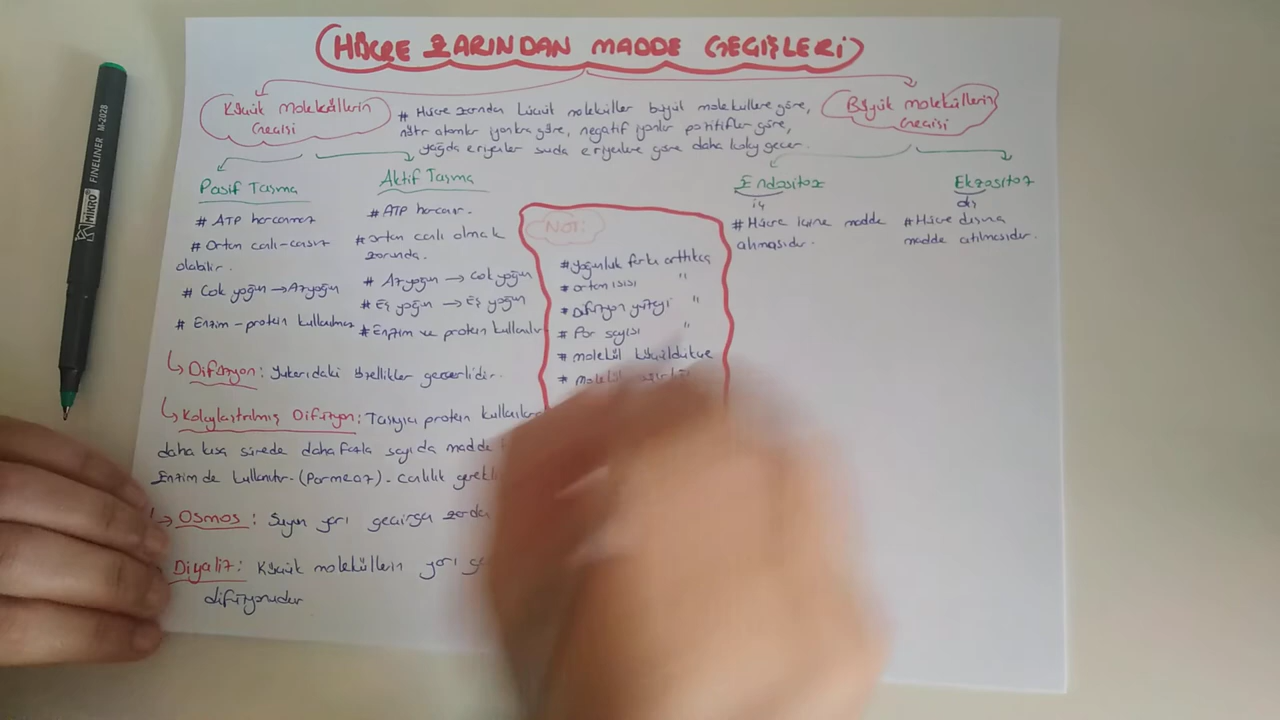 HÜCRE ZARINDAN MADDE GEÇİŞLERİ
Küçük Moleküllerin
Geçişi
# Hücre zarından küçük moleküller büyük moleküllere göre,
nötr atomlar iyonlara göre, negatif iyonlar pozitifler göre,
yağda eriyenler suda eriyenlere göre daha kolay geçer.
Büyük moleküllerin
Geçişi
Pasif Taşıma
# ATP harcanmaz
# Ortam canlı-cansız
olabilir.
# Çok yoğun → Az yoğun
# Enzim-protein kullanılmaz
Aktif Taşıma
# ATP harcanır.
# Ortam canlı olmak
zorunda.
# Az yoğun → Çok yoğun
# Eş yoğun → Eş yoğun
# Enzim ve protein kullanılır
Difüzyon: Yukarıdaki özellikler geçerlidir.
Kolaylaştırılmış Difüzyon: Taşıyıcı protein kullanılır
daha kısa sürede daha fazla sayıda madde
Enzim de kullanılır. (Permeaz). Canlılık
Osmos: Suyun yarı geçirgen zardan
Diyaliz: Küçük moleküllerin yarı
difüzyonudur
NOT:
# Yoğunluk farkı arttıkça
# ortam ısısı "
# Difüzyon yüzeyi "
# Por sayısı "
# molekül küçüldükçe
# molekül
Endositoz
iç
# Hücre içine madde
alınmasıdır.
Ekzositoz
dış
# Hücre dışına
madde atılmasıdır.
MİKRO FINELINER M-2028